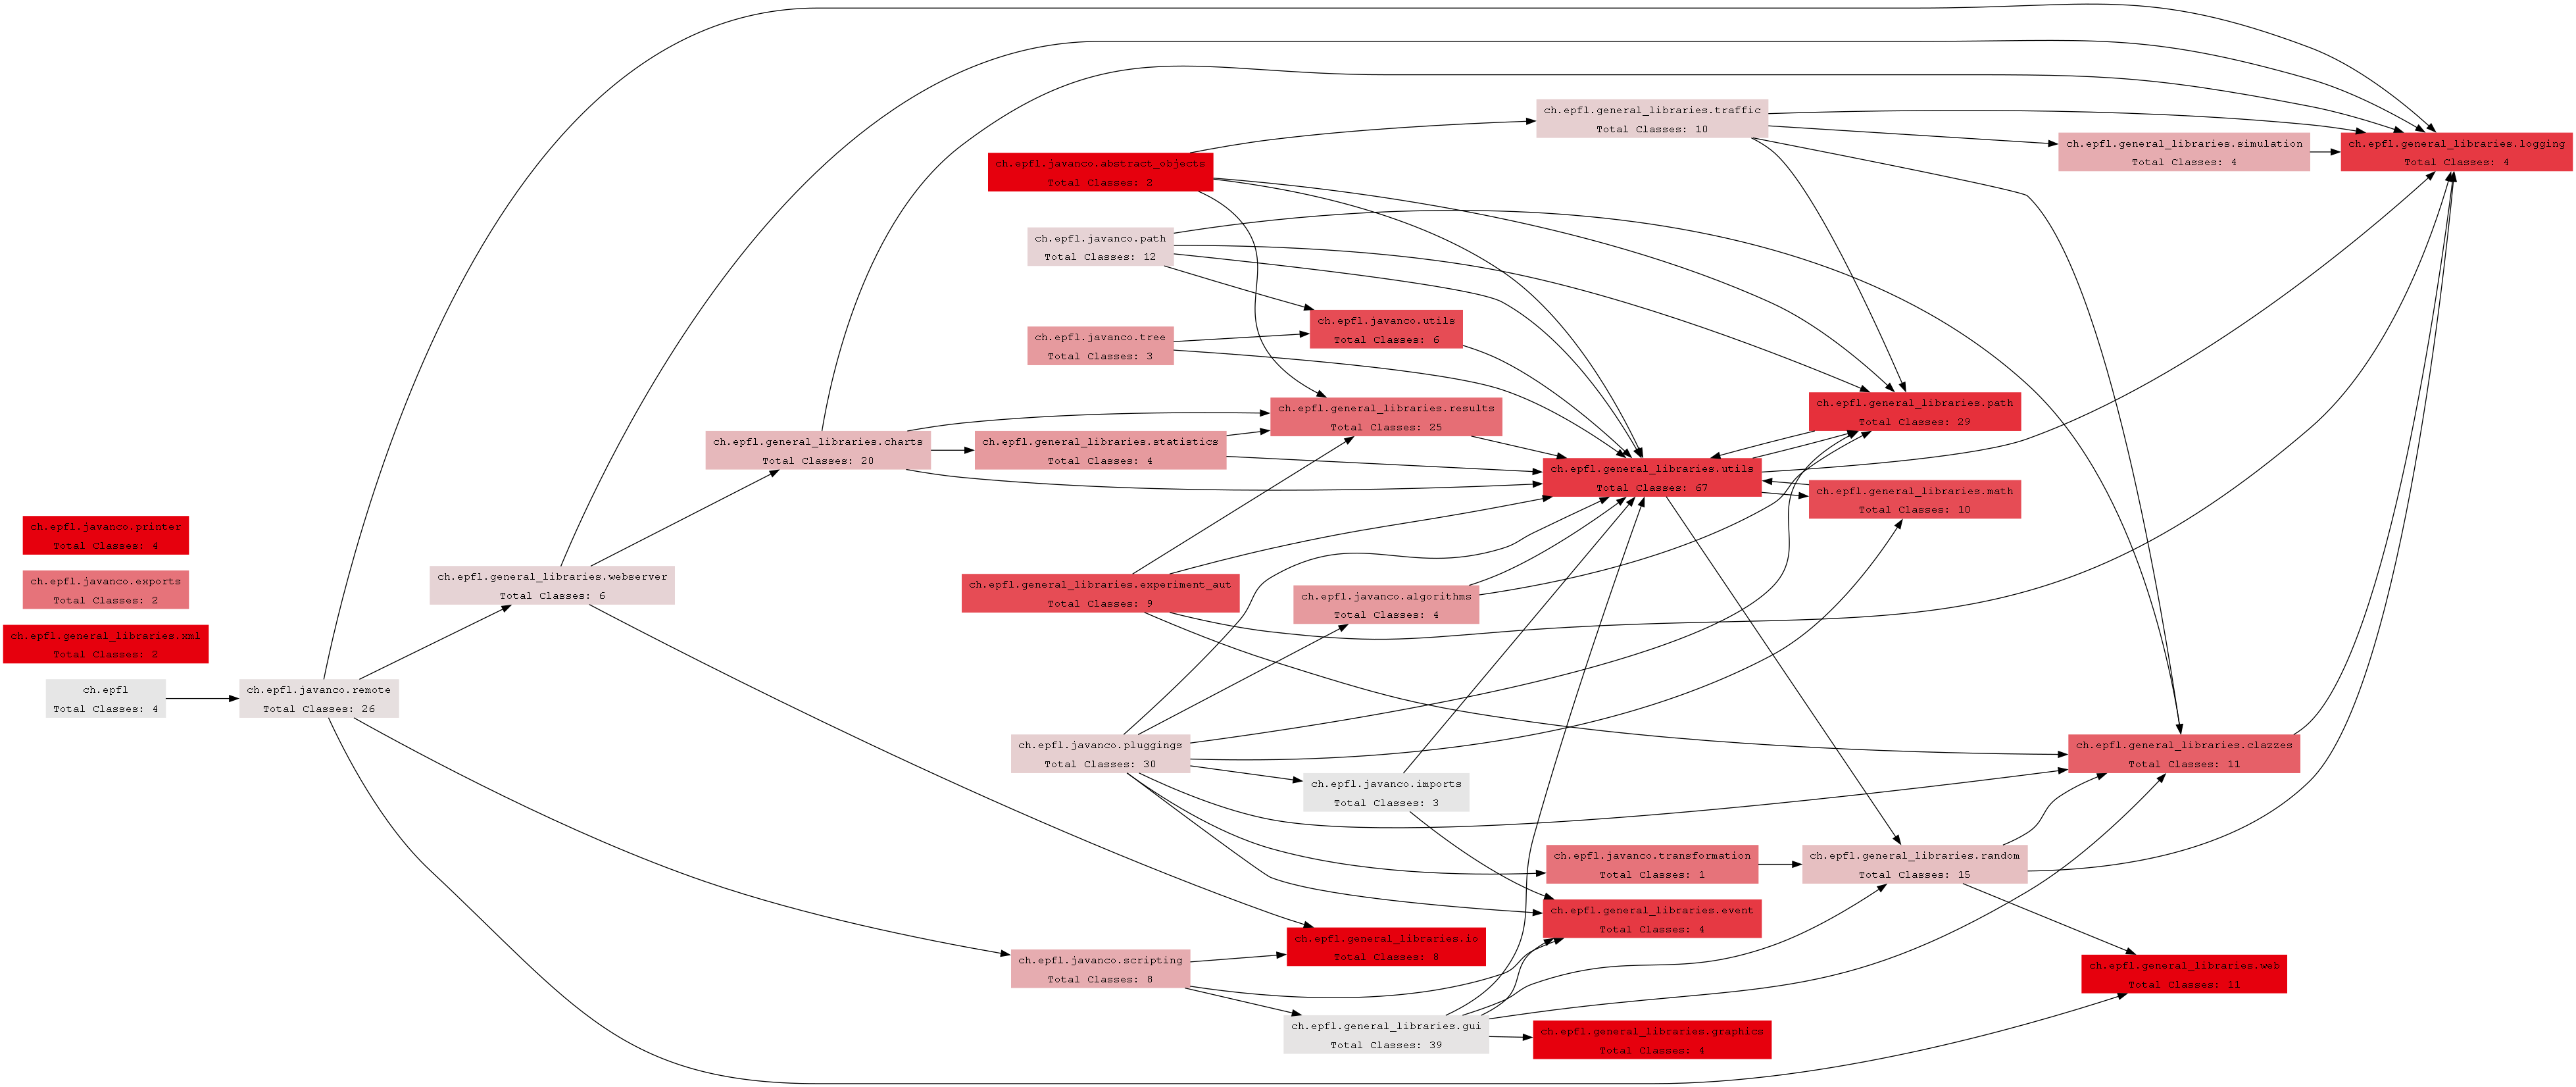 ch.epfl.general_libraries.traffic
Total Classes: 10
ch.epfl.general_libraries.simulation
Total Classes: 4
ch.epfl.general_libraries.logging
Total Classes: 4
ch.epfl.javanco.abstract_objects
Total Classes: 2
ch.epfl.javanco.path
Total Classes: 12
ch.epfl.javanco.utils
Total Classes: 6
ch.epfl.javanco.tree
Total Classes: 3
ch.epfl.general_libraries.results
Total Classes: 25
ch.epfl.general_libraries.path
Total Classes: 29
ch.epfl.general_libraries.charts
Total Classes: 20
ch.epfl.general_libraries.statistics
Total Classes: 4
ch.epfl.general_libraries.utils
Total Classes: 67
ch.epfl.general_libraries.math
Total Classes: 10
ch.epfl.javanco.printer
Total Classes: 4
ch.epfl.javanco.exports
Total Classes: 2
ch.epfl.general_libraries.webserver
Total Classes: 6
ch.epfl.general_libraries.experiment_aut
Total Classes: 9
ch.epfl.javanco.algorithms
Total Classes: 4
ch.epfl.general_libraries.xml
Total Classes: 2
ch.epfl
Total Classes: 4
ch.epfl.javanco.remote
Total Classes: 26
ch.epfl.javanco.pluggings
Total Classes: 30
ch.epfl.general_libraries.clazzes
Total Classes: 11
ch.epfl.javanco.imports
Total Classes: 3
ch.epfl.javanco.transformation
Total Classes: 1
ch.epfl.general_libraries.random
Total Classes: 15
ch.epfl.general_libraries.event
Total Classes: 4
ch.epfl.general_libraries.io
Total Classes: 8
ch.epfl.javanco.scripting
Total Classes: 8
ch.epfl.general_libraries.web
Total Classes: 11
ch.epfl.general_libraries.gui
Total Classes: 39
ch.epfl.general_libraries.graphics
Total Classes: 4